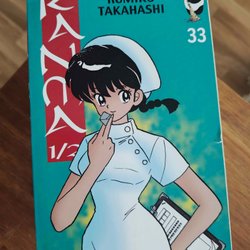 RANMA
1/2
RUMIKO
TAKAHASHI
33